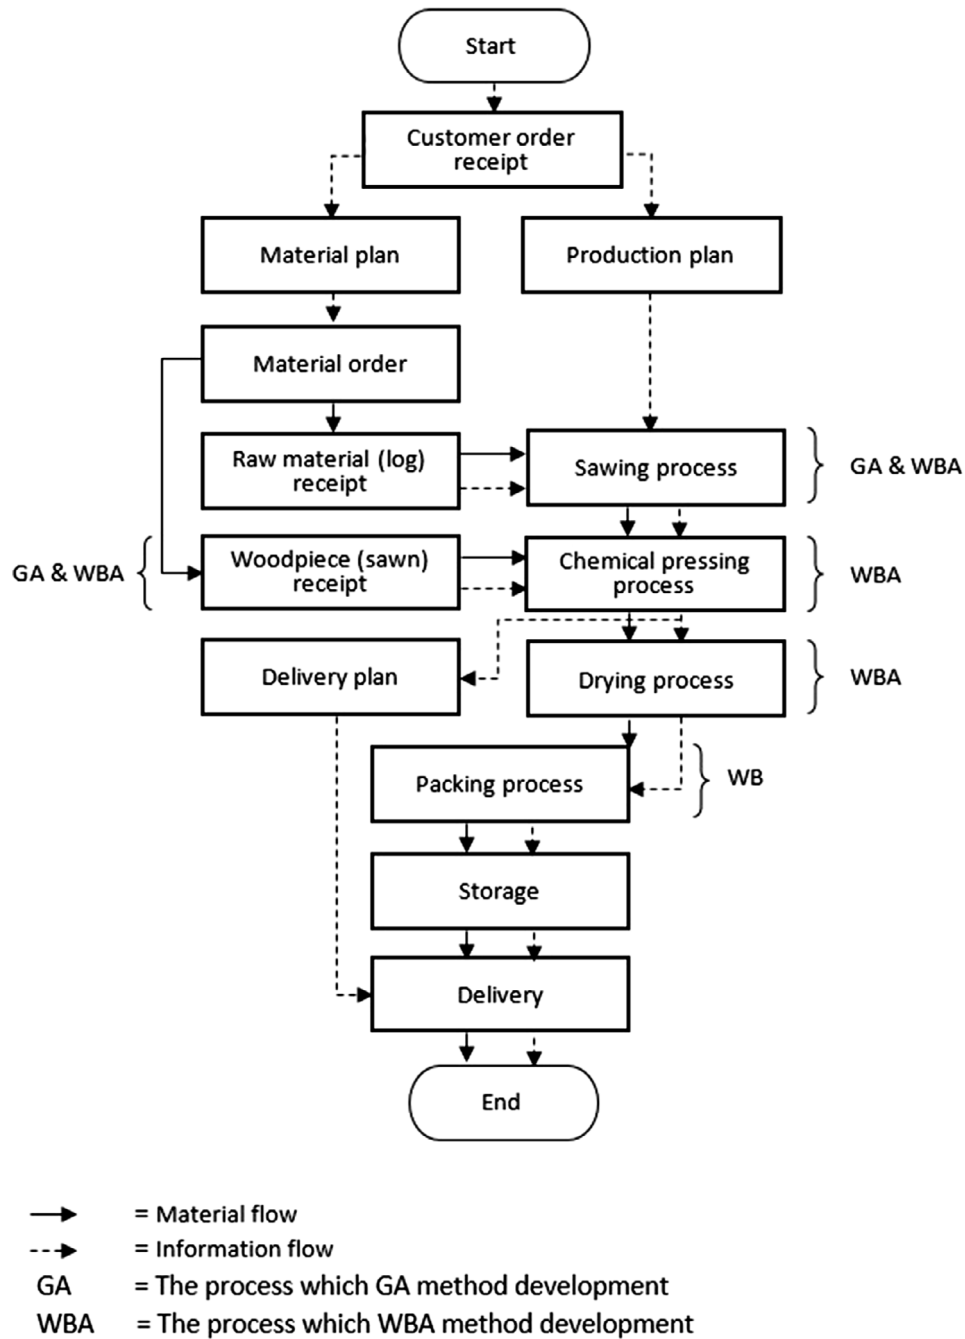 Start
Customer order
receipt
Material plan
Production plan
Material order
Raw material (log)
receipt
Sawing process
GA & WBA
GA & WBA
Woodpiece (sawn)
receipt
Chemical pressing
process
WBA
Delivery plan
Drying process
WBA
Packing process
WB
Storage
Delivery
End
= Material flow
= Information flow
GA = The process which GA method development
WBA = The process which WBA method development